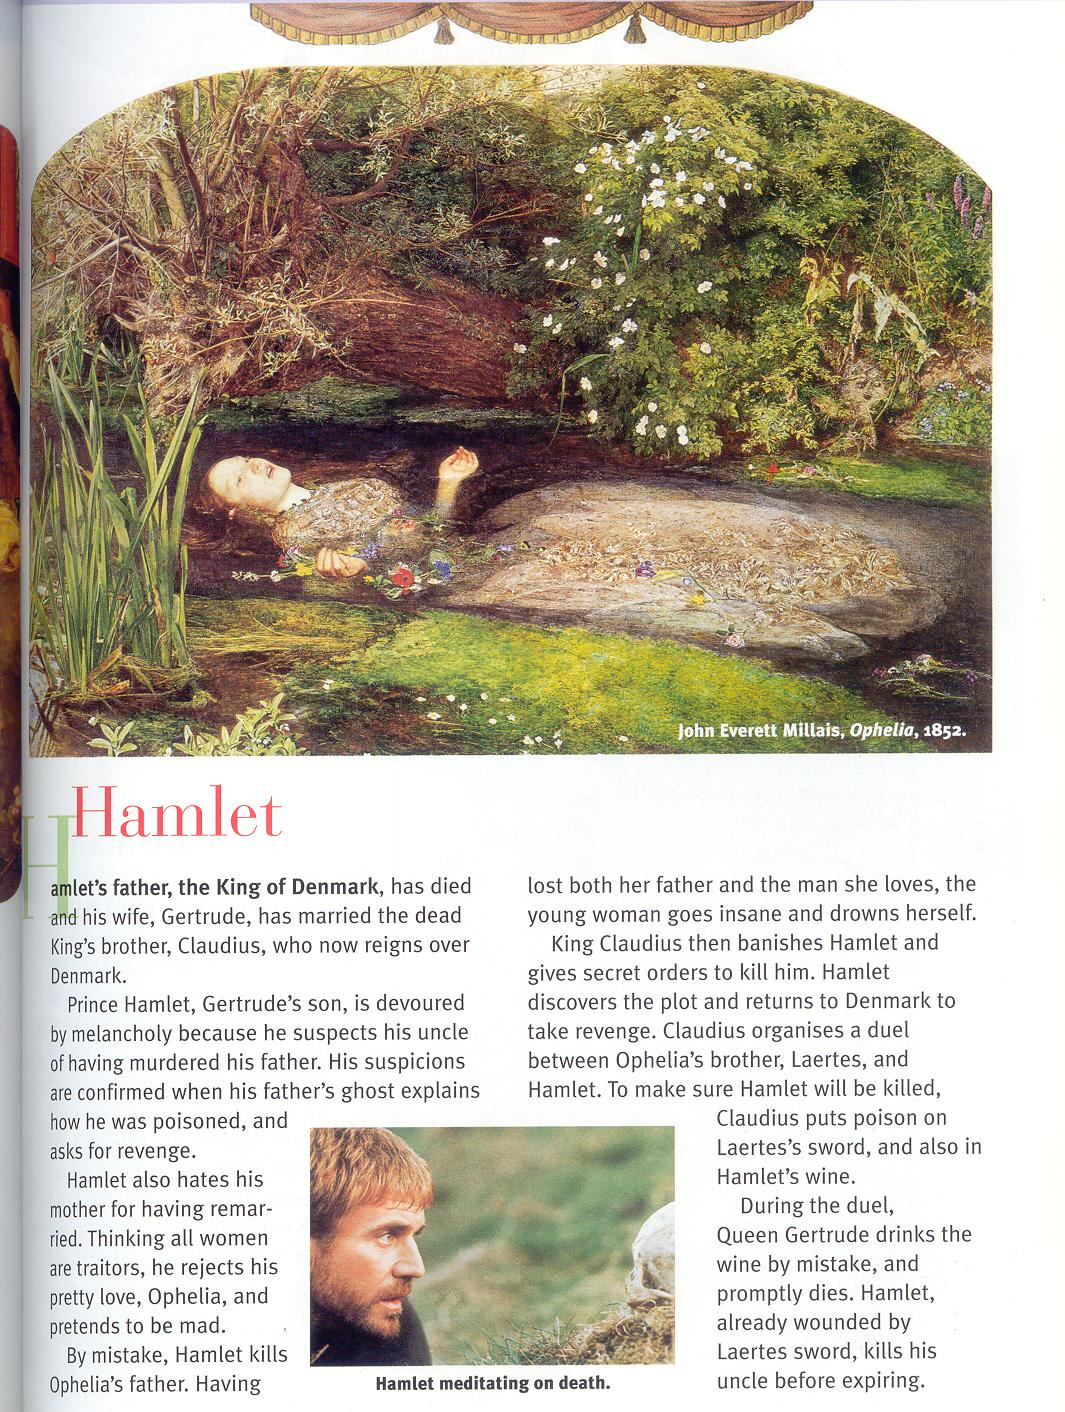 John Everett Millais, Ophelia, 1852.
Hamlet
Hamlet's father, the King of Denmark, has died
and his wife, Gertrude, has married the dead
King's brother, Claudius, who now reigns over
Denmark.
Prince Hamlet, Gertrude's son, is devoured
by melancholy because he suspects his uncle
of having murdered his father. His suspicions
are confirmed when his father's ghost explains
how he was poisoned, and
asks for revenge.
Hamlet also hates his
mother for having remar-
ried. Thinking all women
are traitors, he rejects his
pretty love, Ophelia, and
pretends to be mad.
By mistake, Hamlet kills
Ophelia's father. Having
lost both her father and the man she loves, the
young woman goes insane and drowns herself.
King Claudius then banishes Hamlet and
gives secret orders to kill him. Hamlet
discovers the plot and returns to Denmark to
take revenge. Claudius organises a duel
between Ophelia's brother, Laertes, and
Hamlet. To make sure Hamlet will be killed,
Claudius puts poison on
Laertes's sword, and also in
Hamlet's wine.
During the duel,
Queen Gertrude drinks the
wine by mistake, and
promptly dies. Hamlet,
already wounded by
Laertes sword, kills his
uncle before expiring.
Hamlet meditating on death.